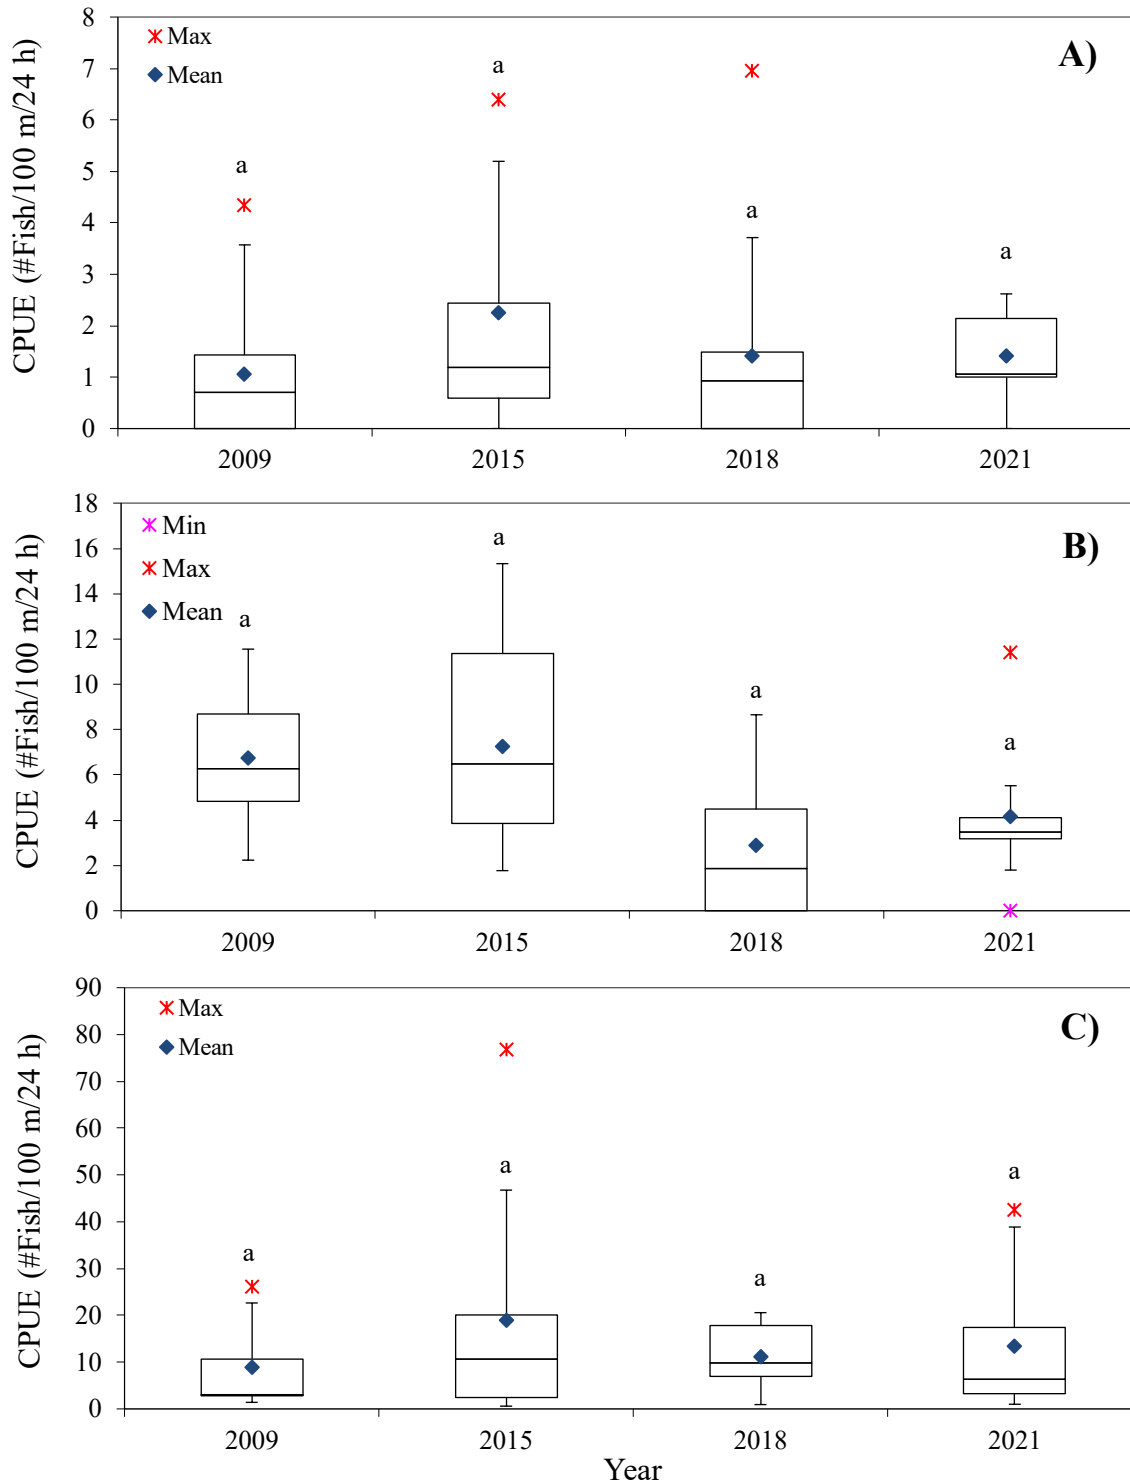 CPUE (#Fish/100 m/24 h)
8
7
6
5
4
3
2
1
0
Max
Mean
A)
a
a
a
a
2009
2015
2018
2021
CPUE (#Fish/100 m/24 h)
18
16
14
12
10
8
6
4
2
0
Min
Max
Mean
B)
a
a
a
a
2009
2015
2018
2021
CPUE (#Fish/100 m/24 h)
90
80
70
60
50
40
30
20
10
0
Max
Mean
C)
a
a
a
a
2009
2015
2018
2021
Year